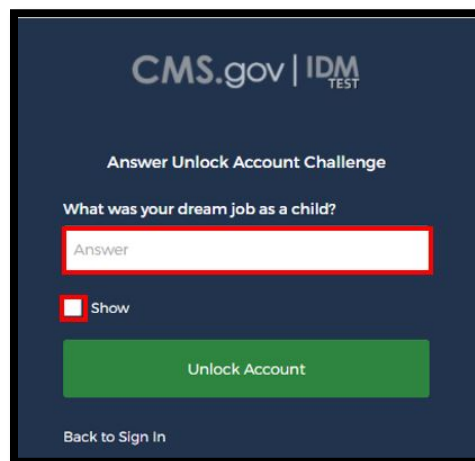 CMS.gov | IDM
TEST
Answer Unlock Account Challenge
What was your dream job as a child?
Answer
Show
Unlock Account
Back to Sign In